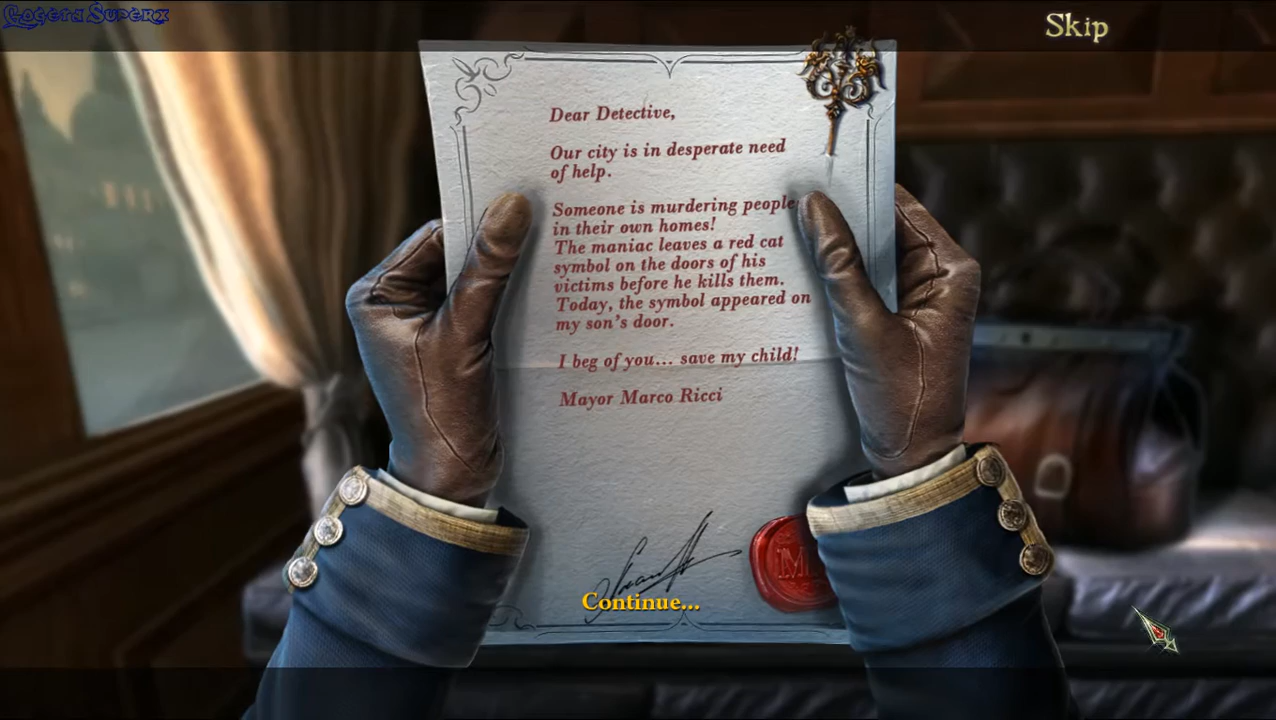 Cogera Superx
Skip
Dear Detective,
Our city is in desperate need
of help.
Someone is murdering people
in their own homes!
The maniac leaves a red cat
symbol on the doors of his
victims before he kills them.
Today, the symbol appeared on
my son's door.
I beg of you... save my child!
Mayor Marco Ricci
Continue...